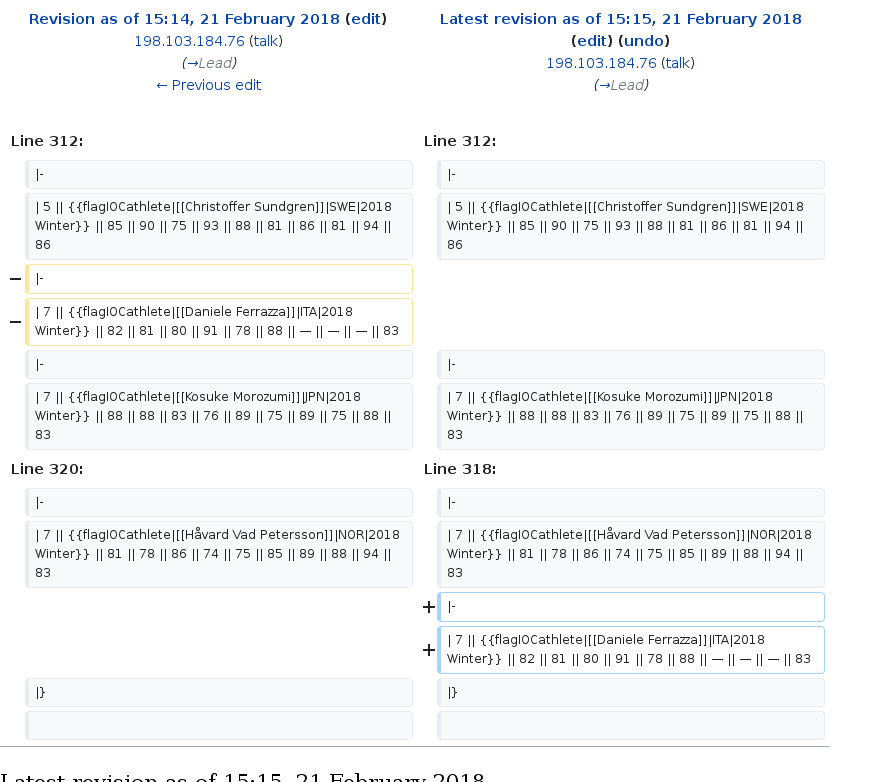 Revision as of 15:14, 21 February 2018 (edit)
198.103.184.76 (talk)
(→Lead)
← Previous edit
Latest revision as of 15:15, 21 February 2018
(edit) (undo)
198.103.184.76 (talk)
(→Lead)
Line 312:
Line 312:
|-
|-
| 5 || {{flagIOCathlete|[[Christoffer Sundgren]]|SWE|2018
Winter}} || 85 || 90 || 75 || 93 || 88 || 81 || 86 || 81 || 94 ||
86
| 5 || {{flagIOCathlete|[[Christoffer Sundgren]]|SWE|2018
Winter}} || 85 || 90 || 75 || 93 || 88 || 81 || 86 || 81 || 94 ||
86
− |-
− | 7 || {{flagIOCathlete|[[Daniele Ferrazza]]|ITA|2018
Winter}} || 82 || 81 || 80 || 91 || 78 || 88 || — || — || — || 83
|-
|-
| 7 || {{flagIOCathlete|[[Kosuke Morozumi]]|JPN|2018
Winter}} || 88 || 88 || 83 || 76 || 89 || 75 || 89 || 75 || 88 ||
83
| 7 || {{flagIOCathlete|[[Kosuke Morozumi]]|JPN|2018
Winter}} || 88 || 88 || 83 || 76 || 89 || 75 || 89 || 75 || 88 ||
83
Line 320:
Line 318:
|-
|-
| 7 || {{flagIOCathlete|[[Håvard Vad Petersson]]|NOR|2018
Winter}} || 81 || 78 || 86 || 74 || 75 || 85 || 89 || 88 || 94 ||
83
| 7 || {{flagIOCathlete|[[Håvard Vad Petersson]]|NOR|2018
Winter}} || 81 || 78 || 86 || 74 || 75 || 85 || 89 || 88 || 94 ||
83
+ |-
+ | 7 || {{flagIOCathlete|[[Daniele Ferrazza]]|ITA|2018
Winter}} || 82 || 81 || 80 || 91 || 78 || 88 || — || — || — || 83
|}
|}
Latest revision as of 15:15, 21 February 2018